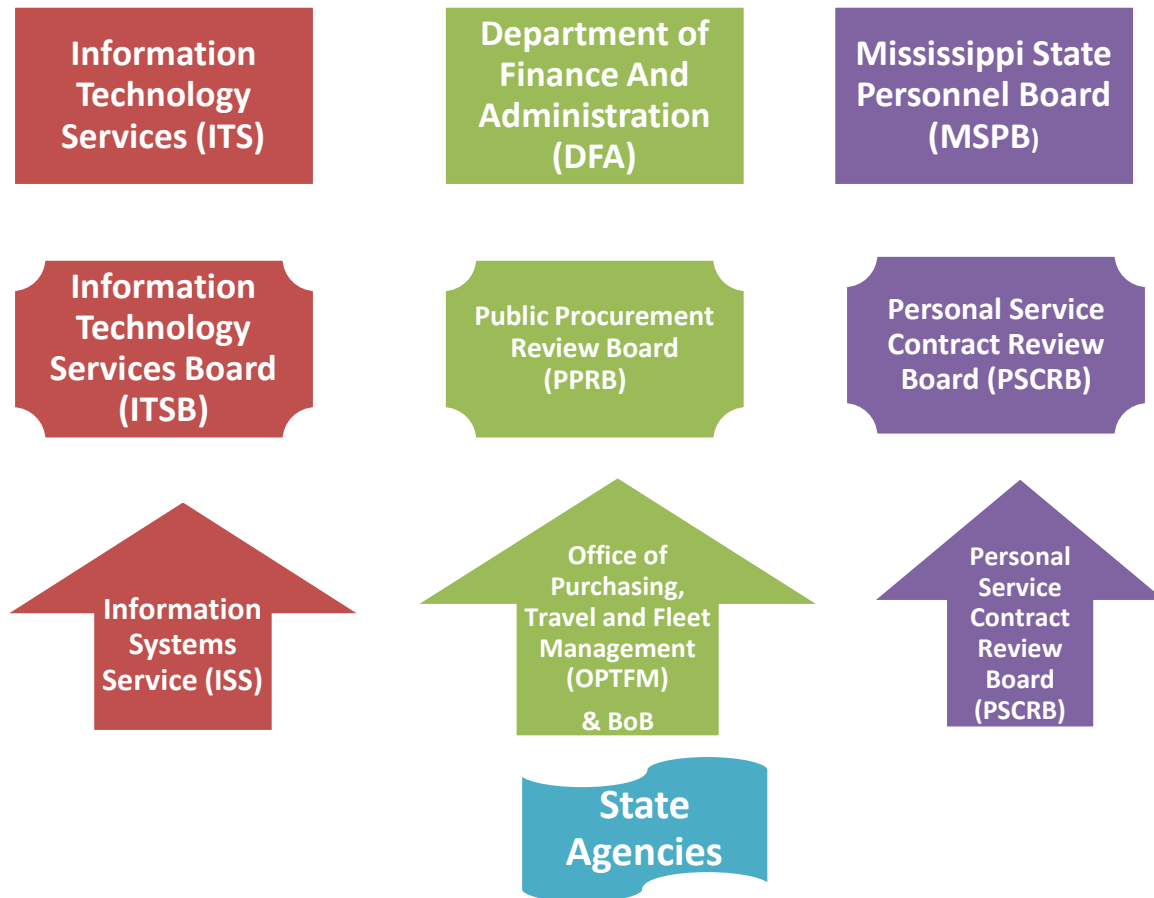 Information
Technology
Services (ITS)
Department of
Finance And
Administration
(DFA)
Mississippi State
Personnel Board
(MSPB)
Information
Technology
Services Board
(ITSB)
Public Procurement
Review Board
(PPRB)
Personal Service
Contract Review
Board (PSCRB)
Information
Systems
Service (ISS)
Office of
Purchasing,
Travel and Fleet
Management
(OPTFM)
& BoB
Personal
Service
Contract
Review
Board
(PSCRB)
State
Agencies